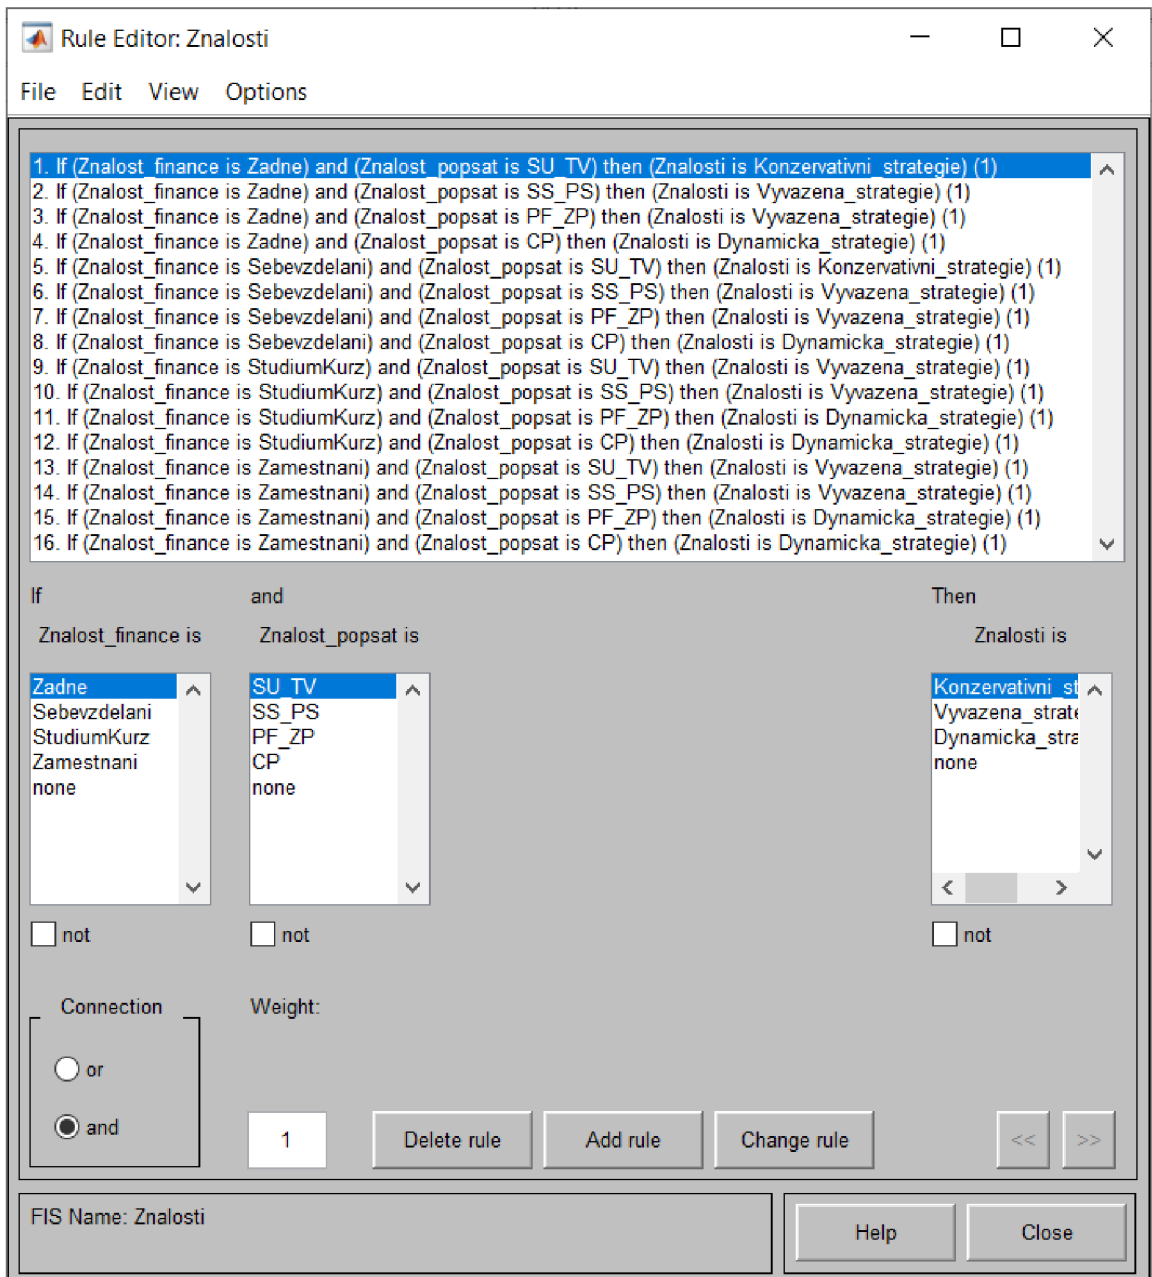 Rule Editor: Znalosti
File Edit View Options
1. If (Znalost_finance is Zadne) and (Znalost_popsat is SU_TV) then (Znalosti is Konzervativni_strategie) (1)
2. If (Znalost_finance is Zadne) and (Znalost_popsat is SS_PS) then (Znalosti is Vyvazena_strategie) (1)
3. If (Znalost_finance is Zadne) and (Znalost_popsat is PF_ZP) then (Znalosti is Vyvazena_strategie) (1)
4. If (Znalost_finance is Zadne) and (Znalost_popsat is CP) then (Znalosti is Dynamicka_strategie) (1)
5. If (Znalost_finance is Sebevzdelani) and (Znalost_popsat is SU_TV) then (Znalosti is Konzervativni_strategie) (1)
6. If (Znalost_finance is Sebevzdelani) and (Znalost_popsat is SS_PS) then (Znalosti is Vyvazena_strategie) (1)
7. If (Znalost_finance is Sebevzdelani) and (Znalost_popsat is PF_ZP) then (Znalosti is Vyvazena_strategie) (1)
8. If (Znalost_finance is Sebevzdelani) and (Znalost_popsat is CP) then (Znalosti is Dynamicka_strategie) (1)
9. If (Znalost_finance is StudiumKurz) and (Znalost_popsat is SU_TV) then (Znalosti is Vyvazena_strategie) (1)
10. If (Znalost_finance is StudiumKurz) and (Znalost_popsat is SS_PS) then (Znalosti is Vyvazena_strategie) (1)
11. If (Znalost_finance is StudiumKurz) and (Znalost_popsat is PF_ZP) then (Znalosti is Dynamicka_strategie) (1)
12. If (Znalost_finance is StudiumKurz) and (Znalost_popsat is CP) then (Znalosti is Dynamicka_strategie) (1)
13. If (Znalost_finance is Zamestnani) and (Znalost_popsat is SU_TV) then (Znalosti is Vyvazena_strategie) (1)
14. If (Znalost_finance is Zamestnani) and (Znalost_popsat is SS_PS) then (Znalosti is Vyvazena_strategie) (1)
15. If (Znalost_finance is Zamestnani) and (Znalost_popsat is PF_ZP) then (Znalosti is Dynamicka_strategie) (1)
16. If (Znalost_finance is Zamestnani) and (Znalost_popsat is CP) then (Znalosti is Dynamicka_strategie) (1)
If and Then
Znalost_finance is Znalost_popsat is Znalosti is
Zadne SU_TV Konzervativni_st
Sebevzdelani SS_PS Vyvazena_strate
StudiumKurz PF_ZP Dynamicka_stra
Zamestnani CP none
none none
not not not
Connection Weight:
or
and 1 Delete rule Add rule Change rule << >>
FIS Name: Znalosti Help Close